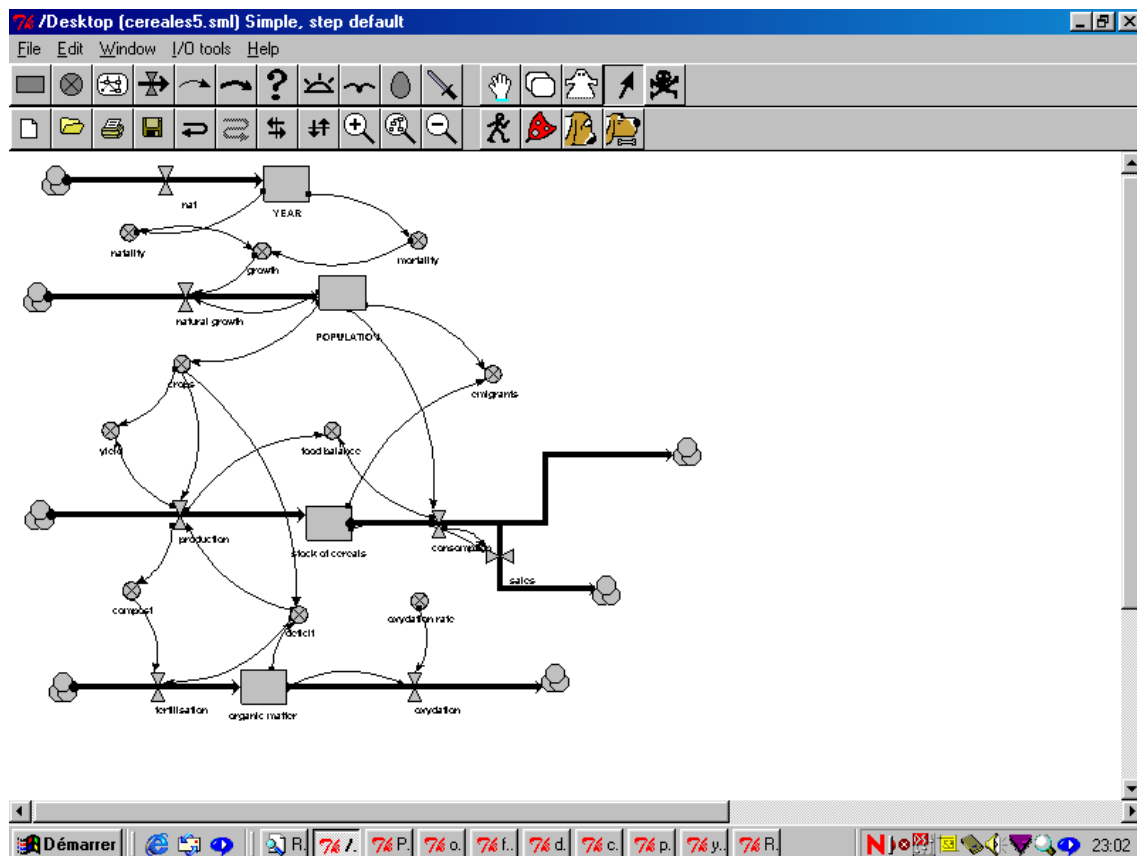 /Desktop (cereales5.sml) Simple, step default
File Edit Window I/O tools Help
nat
YEAR
natality
growth
mortality
natural growth
POPULATION
crops
emigrants
yield
food balance
production
stock of cereals
consomption
sales
compost
deficit
oxydation rate
fertilisation
organic matter
oxydation
Démarrer R. /. P. o. f.. d. c. p. y.. R. 23:02